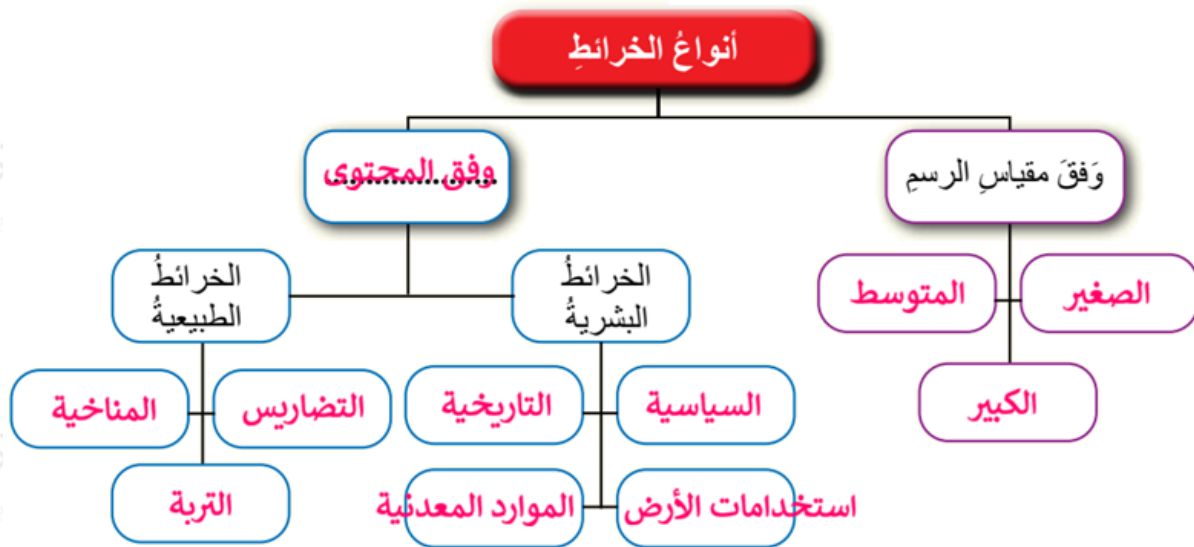 أنواعُ الخرائطِ
وَفقَ مقياسِ الرسمِ
وفق المحتوى
الصغير
المتوسط
الكبير
الخرائطُ
البشريةُ
الخرائطُ
الطبيعيةُ
السياسية
التاريخية
استخدامات الأرض
الموارد المعدنية
التضاريس
المناخية
التربة